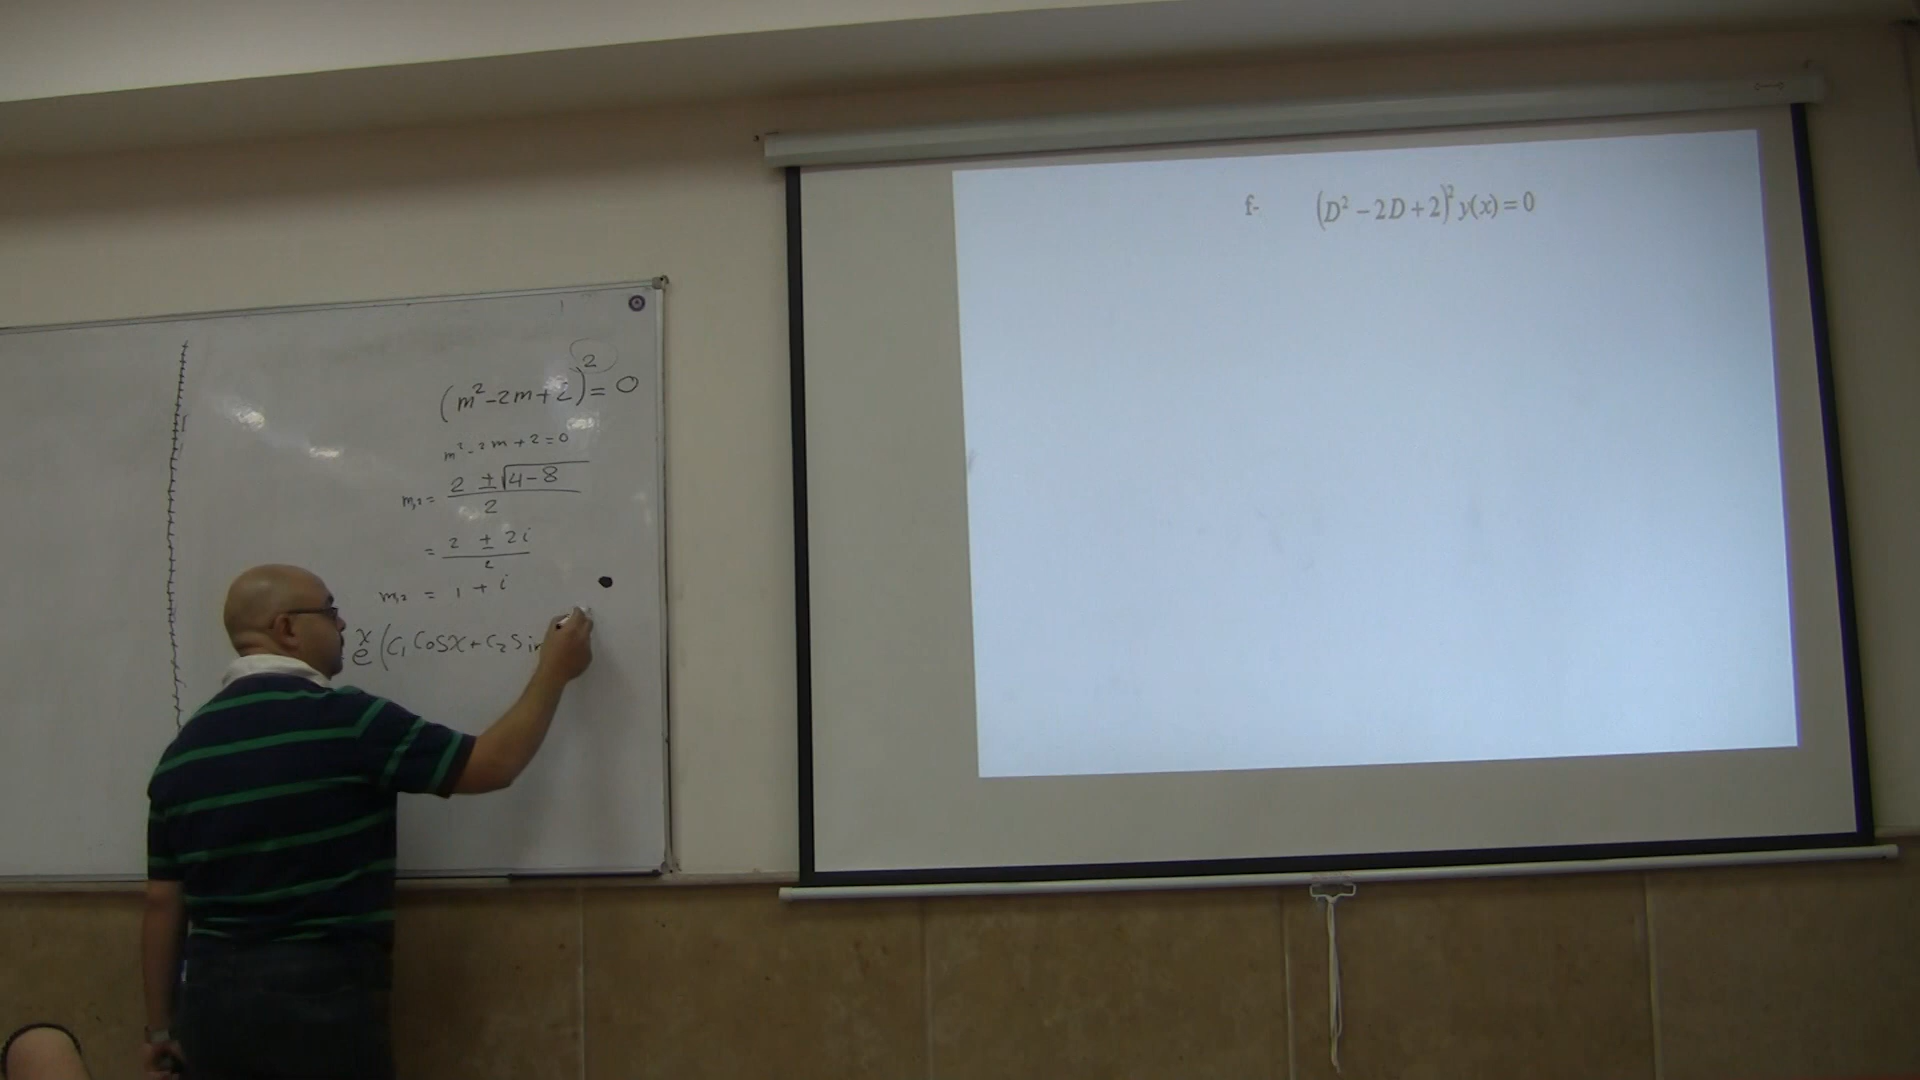 (m²-2m+2)² = 0
m²-2m+2=0
m₁,₂ = (2 ± √(4-8)) / 2
= (2 ± 2i) / 2
m₁,₂ = 1 + i
eˣ(C₁ Cosx + C₂ Sin
f- (D² - 2D + 2)² y(x) = 0